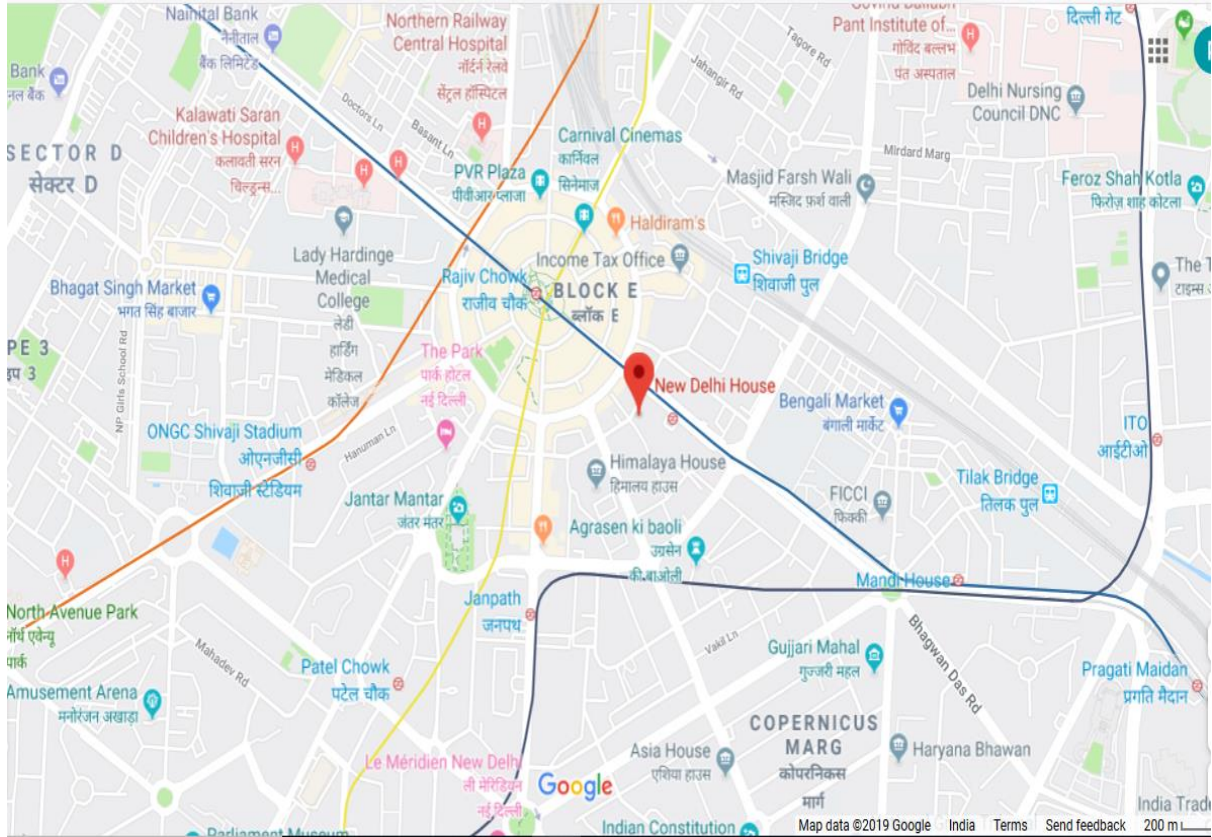 Nainital Bank
नैनीताल
बैंक लिमिटेड
Northern Railway
Central Hospital
नॉर्दर्न रेलवे
सेंट्रल हॉस्पिटल
Pant Institute of...
गोविंद बल्लभ
पंत अस्पताल
दिल्ली गेट
Tagore Rd
Jahangir Rd
Bank
Delhi Nursing
Council DNC
Kalawati Saran
Children's Hospital
कलावती सरन
चिल्ड्रन्स...
Doctors Ln
Basant Ln
Carnival Cinemas
कार्निवल
सिनेमाज
Mirdard Marg
SECTOR D
सेक्टर D
PVR Plaza
पीवीआर प्लाजा
Masjid Farsh Wali
मस्जिद फ़र्श वाली
Feroz Shah Kotla
फिरोज़ शाह कोटला
Haldiram's
Lady Hardinge
Medical
College
लेडी
हार्डिंग
मेडिकल
कॉलेज
Income Tax Office
Shivaji Bridge
शिवाजी पुल
Rajiv Chowk
राजीव चौक
BLOCK E
ब्लॉक E
Bhagat Singh Market
भगत सिंह बाजार
The T
PE 3
NP Girls School Rd
The Park
पार्क होटल
नई दिल्ली
New Delhi House
Bengali Market
बंगाली मार्केट
ITO
आईटीओ
ONGC Shivaji Stadium
ओएनजीसी
शिवाजी स्टेडियम
Hanuman Ln
Himalaya House
हिमालय हाउस
Tilak Bridge
तिलक पुल
FICCI
फिक्की
Jantar Mantar
जंतर मंतर
Agrasen ki baoli
उग्रसेन
की बाओली
Mandi House
North Avenue Park
नॉर्थ एवेन्यू
पार्क
Janpath
जनपथ
Vakil Ln
Bhagwan Das Rd
Mahadev Rd
Patel Chowk
पटेल चौक
Gujjari Mahal
गुज्जरी महल
Pragati Maidan
प्रगति मैदान
Amusement Arena
मनोरंजन अखाड़ा
COPERNICUS
MARG
कोपरनिकस
मार्ग
Asia House
एशिया हाउस
Haryana Bhawan
Le Méridien New Delhi
ली मेरिडियन
नई दिल्ली
Google
India Trade
Parliament Museum
Indian Constitution
Map data ©2019 Google India Terms Send feedback 200 m